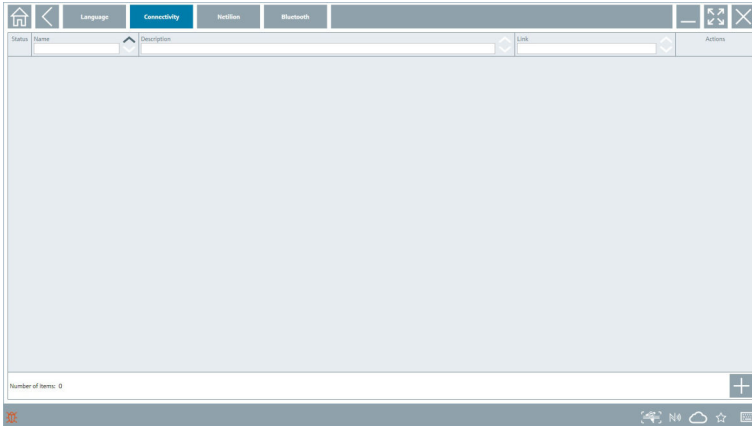 Language Connectivity Netilion Bluetooth
Status Name Description Link Actions
Number of items: 0